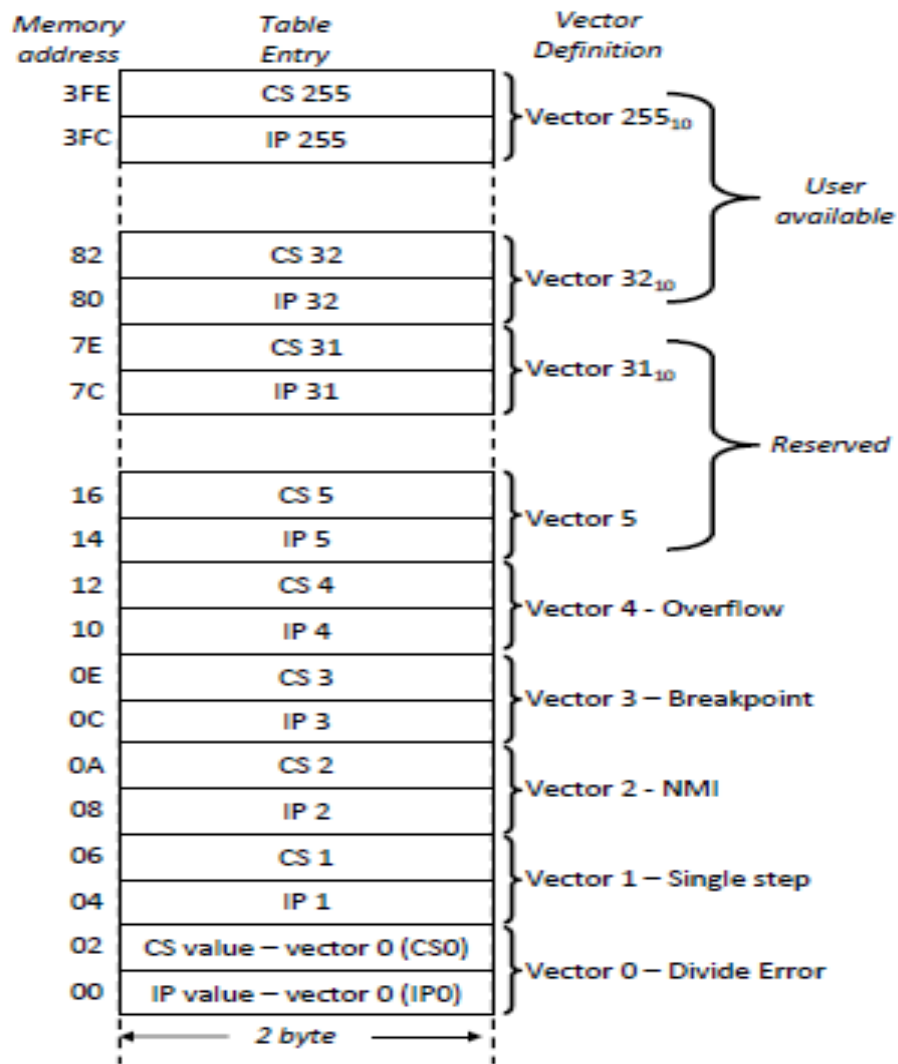 Memory address Table Entry Vector Definition
3FE CS 255
Vector 255₁₀
3FC IP 255
User available
82 CS 32
Vector 32₁₀
80 IP 32
7E CS 31
Vector 31₁₀
7C IP 31
Reserved
16 CS 5
Vector 5
14 IP 5
12 CS 4
Vector 4 - Overflow
10 IP 4
0E CS 3
Vector 3 – Breakpoint
0C IP 3
0A CS 2
Vector 2 - NMI
08 IP 2
06 CS 1
Vector 1 – Single step
04 IP 1
02 CS value – vector 0 (CS0)
Vector 0 – Divide Error
00 IP value – vector 0 (IP0)
2 byte